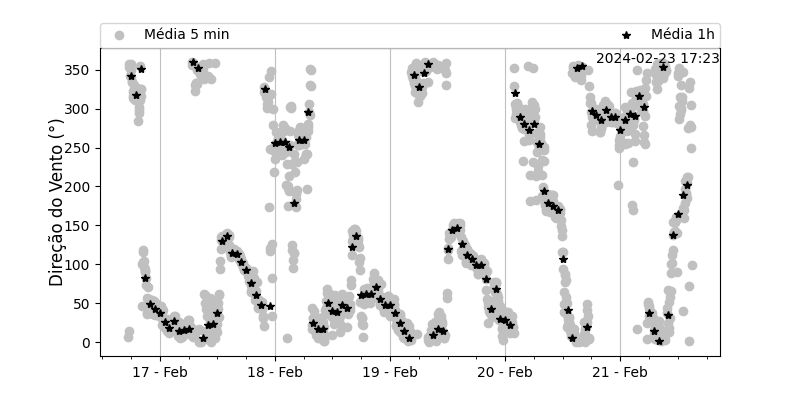 Média 5 min
Média 1h
2024-02-23 17:23
Direção do Vento (°)
350
300
250
200
150
100
50
0
17 - Feb
18 - Feb
19 - Feb
20 - Feb
21 - Feb